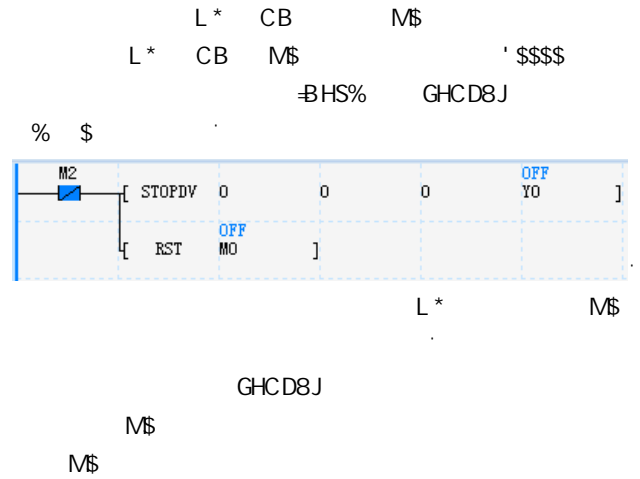 L* CB M$
L* CB M$ '$$$$
=BHS% GHCD8J
% $ .
M2 OFF
[ STOPDV 0 0 0 Y0 ]
OFF
[ RST M0 ] .
L* M$
.
GHCD8J
M$
M$